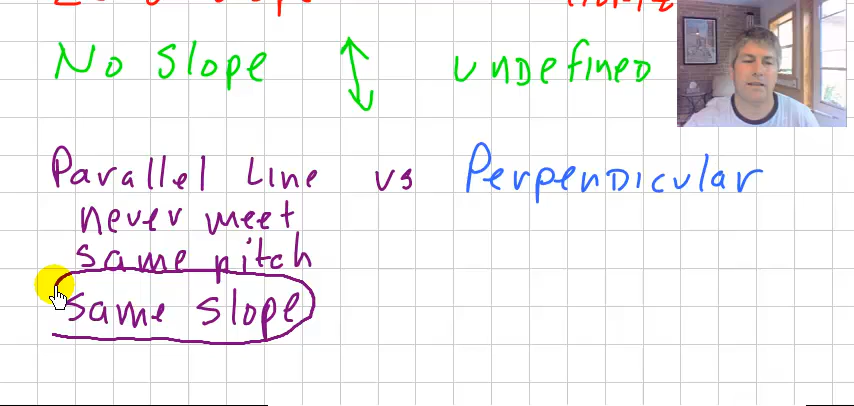 No Slope undefined
Parallel Line vs Perpendicular
never meet
same pitch
same slope